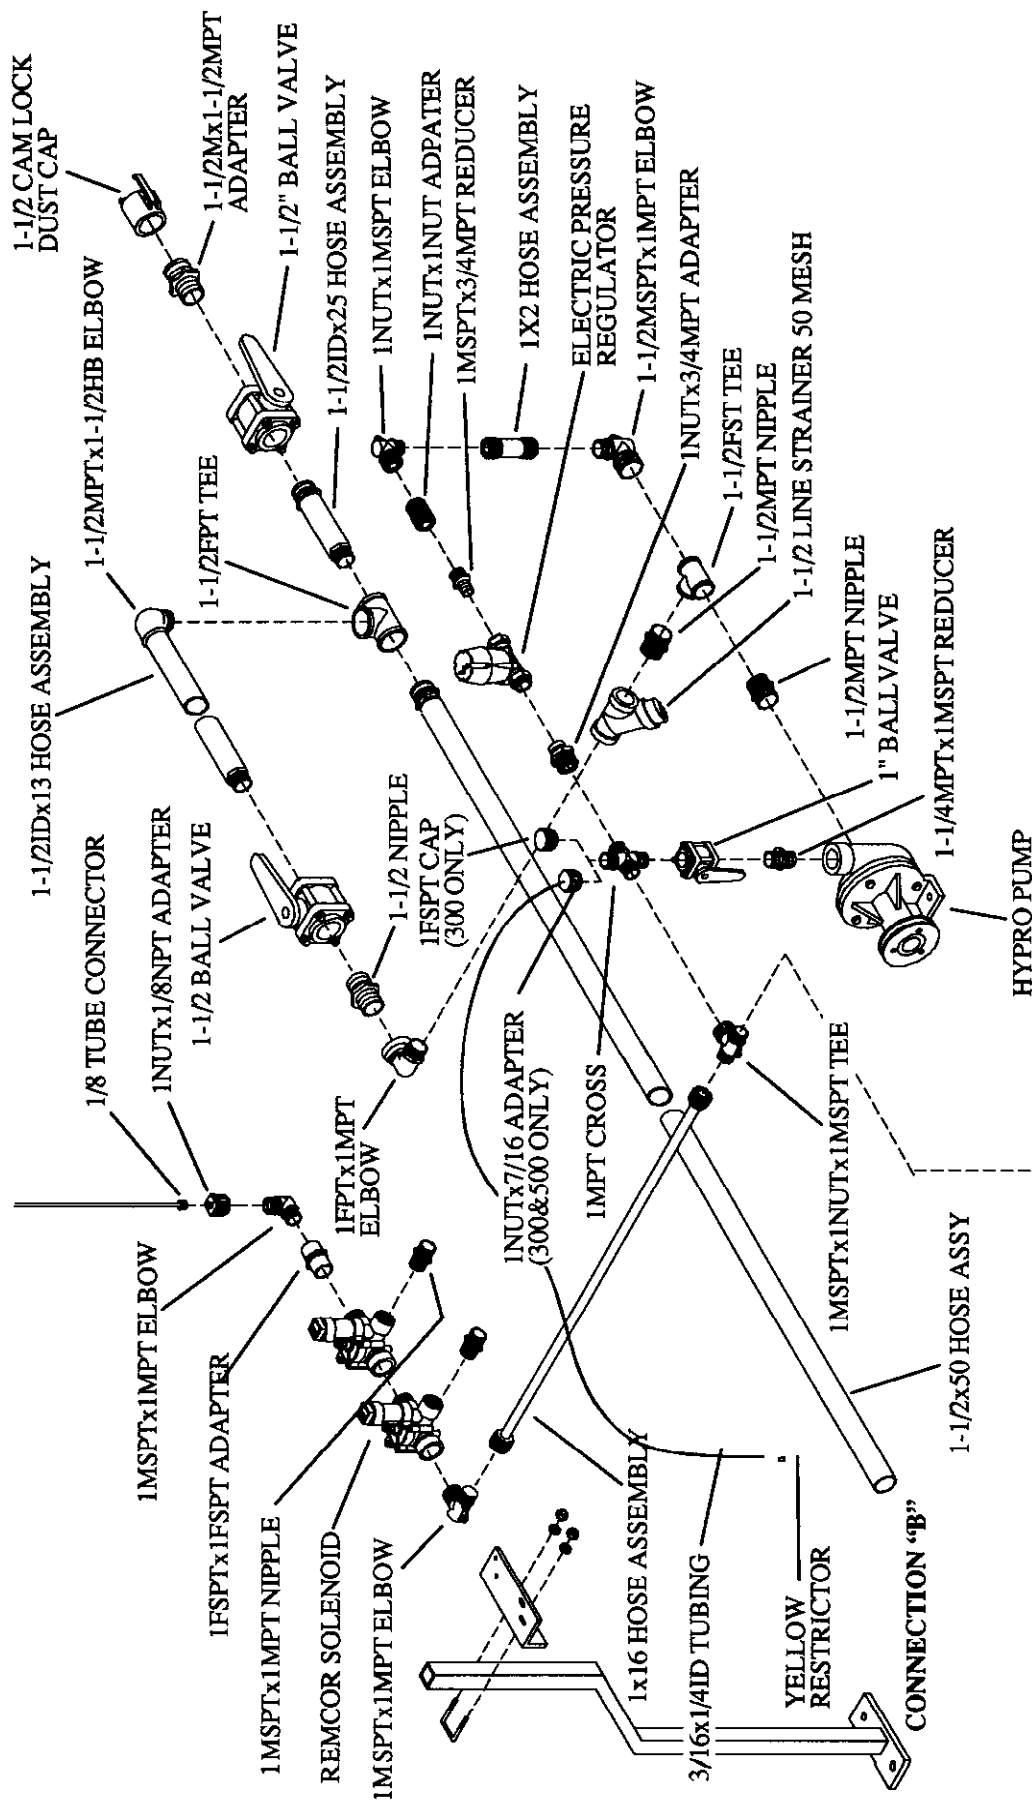 1-1/2 CAM LOCK
DUST CAP
1-1/2Mx1-1/2MPT
ADAPTER
1-1/2" BALL VALVE
1-1/2IDx25 HOSE ASSEMBLY
1NUTx1MSPT ELBOW
1NUTx1NUT ADPATER
1MSPTx3/4MPT REDUCER
1X2 HOSE ASSEMBLY
ELECTRIC PRESSURE
REGULATOR
1-1/2MSPTx1MPT ELBOW
1NUTx3/4MPT ADAPTER
1-1/2FST TEE
1-1/2MPT NIPPLE
1-1/2 LINE STRAINER 50 MESH
1-1/2MPTx1-1/2HB ELBOW
1-1/2FPT TEE
1-1/2IDx13 HOSE ASSEMBLY
1-1/2MPT NIPPLE
1" BALL VALVE
1-1/4MPTx1MSPT REDUCER
HYPRO PUMP
1/8 TUBE CONNECTOR
1NUTx1/8NPT ADAPTER
1-1/2 BALL VALVE
1-1/2 NIPPLE
1FSPT CAP
(300 ONLY)
1FPTx1MPT
ELBOW
1NUTx7/16 ADAPTER
(300&500 ONLY)
1MPT CROSS
1MSPTx1NUTx1MSPT TEE
1-1/2x50 HOSE ASSY
1MSPTx1MPT ELBOW
1FSPTx1FSPT ADAPTER
1MSPTx1MPT NIPPLE
REMCOR SOLENOID
1MSPTx1MPT ELBOW
1x16 HOSE ASSEMBLY
3/16x1/4ID TUBING
YELLOW
RESTRICTOR
CONNECTION "B"